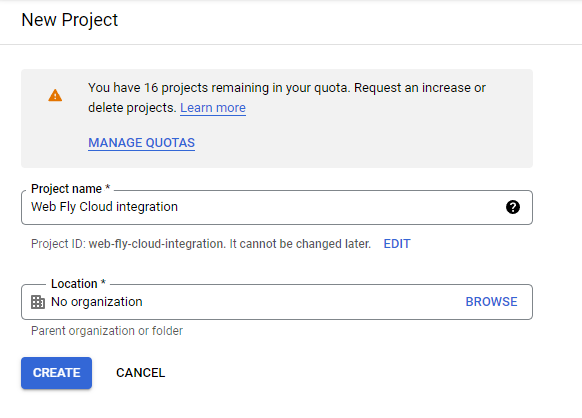 New Project
You have 16 projects remaining in your quota. Request an increase or
delete projects. Learn more
MANAGE QUOTAS
Project name *
Web Fly Cloud integration
Project ID: web-fly-cloud-integration. It cannot be changed later. EDIT
Location *
No organization BROWSE
Parent organization or folder
CREATE CANCEL